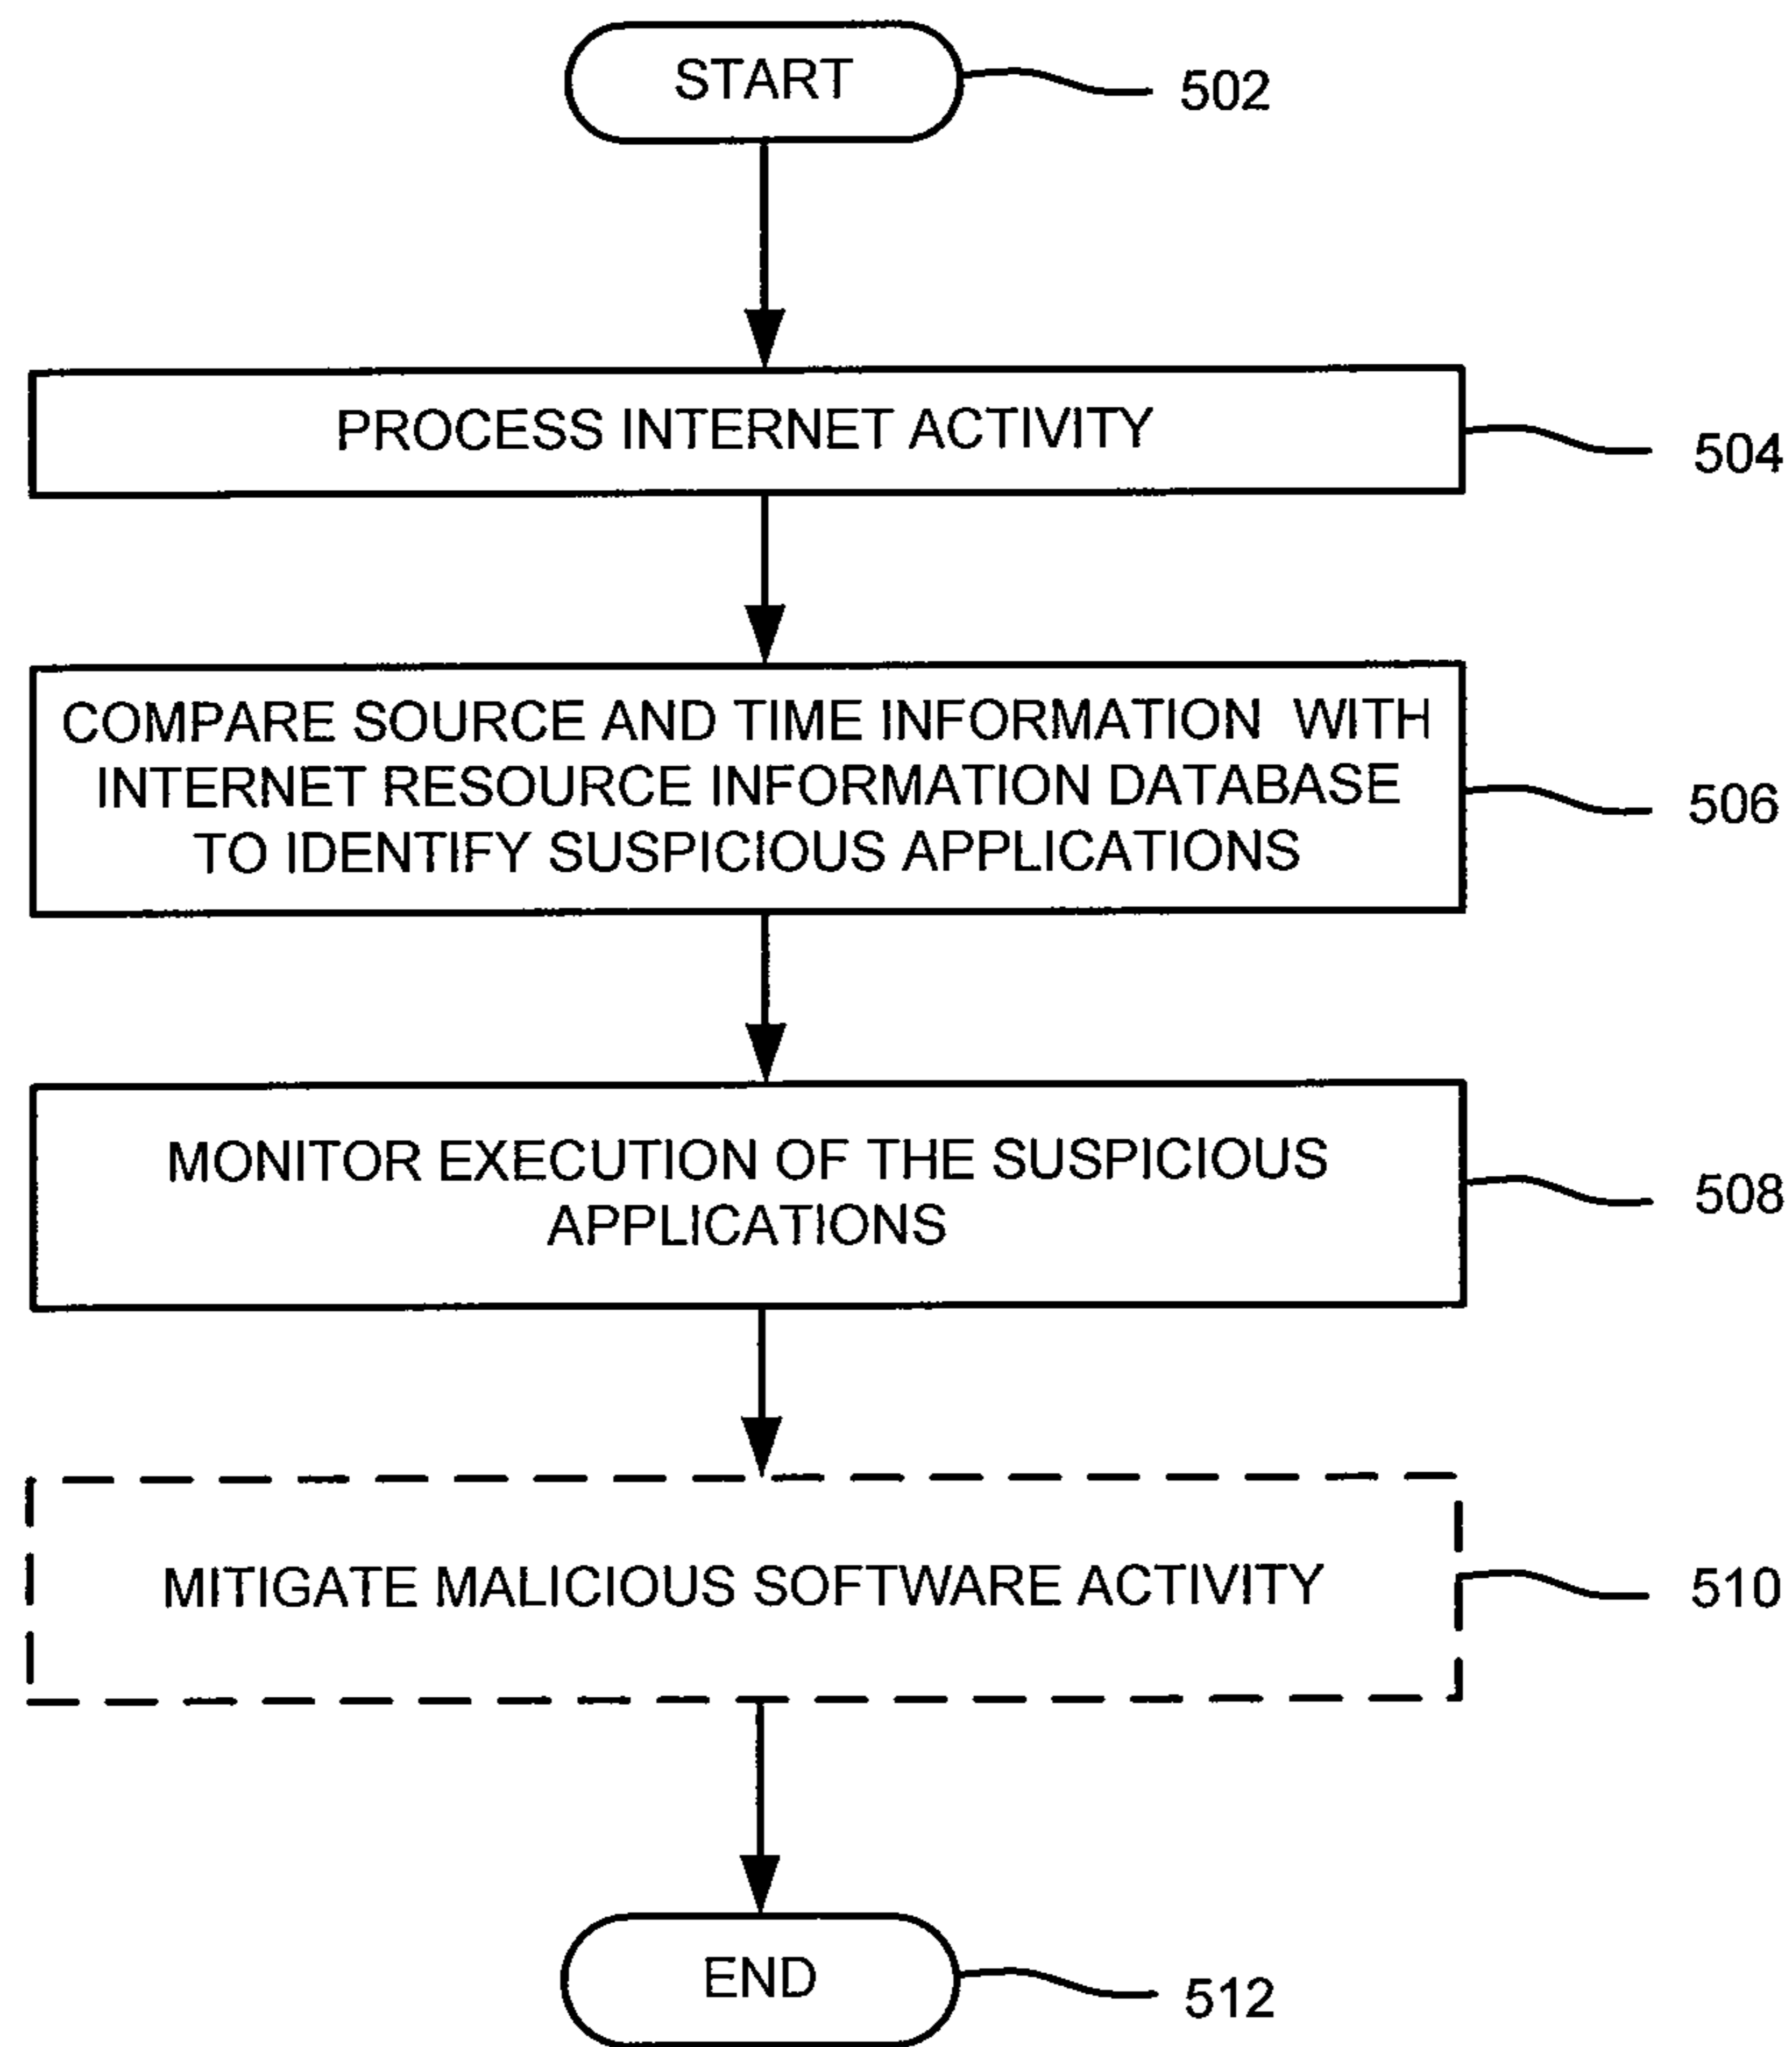 START
502
PROCESS INTERNET ACTIVITY
504
COMPARE SOURCE AND TIME INFORMATION WITH
INTERNET RESOURCE INFORMATION DATABASE
TO IDENTIFY SUSPICIOUS APPLICATIONS
506
MONITOR EXECUTION OF THE SUSPICIOUS
APPLICATIONS
508
MITIGATE MALICIOUS SOFTWARE ACTIVITY
510
END
512